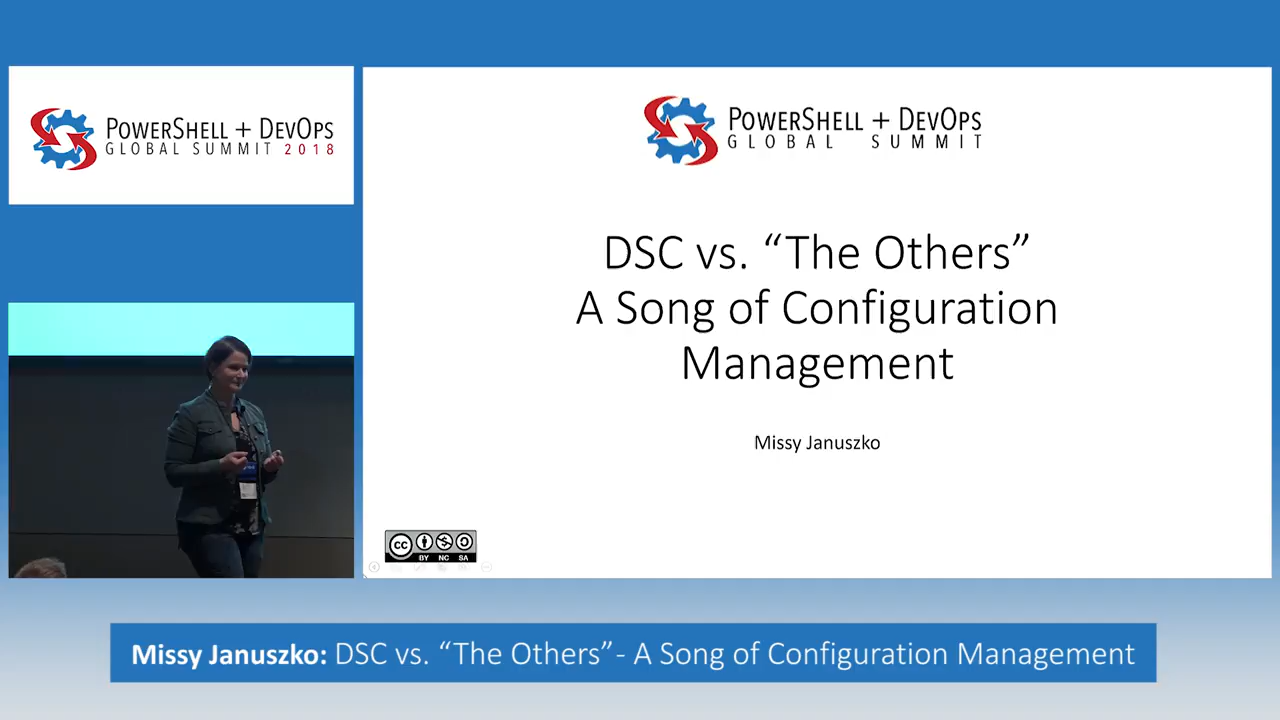 POWERSHELL + DEVOPS
GLOBAL SUMMIT 2018
POWERSHELL + DEVOPS
GLOBAL SUMMIT
DSC vs. “The Others”
A Song of Configuration
Management
Missy Januszko
CC BY NC SA
Missy Januszko: DSC vs. “The Others”- A Song of Configuration Management